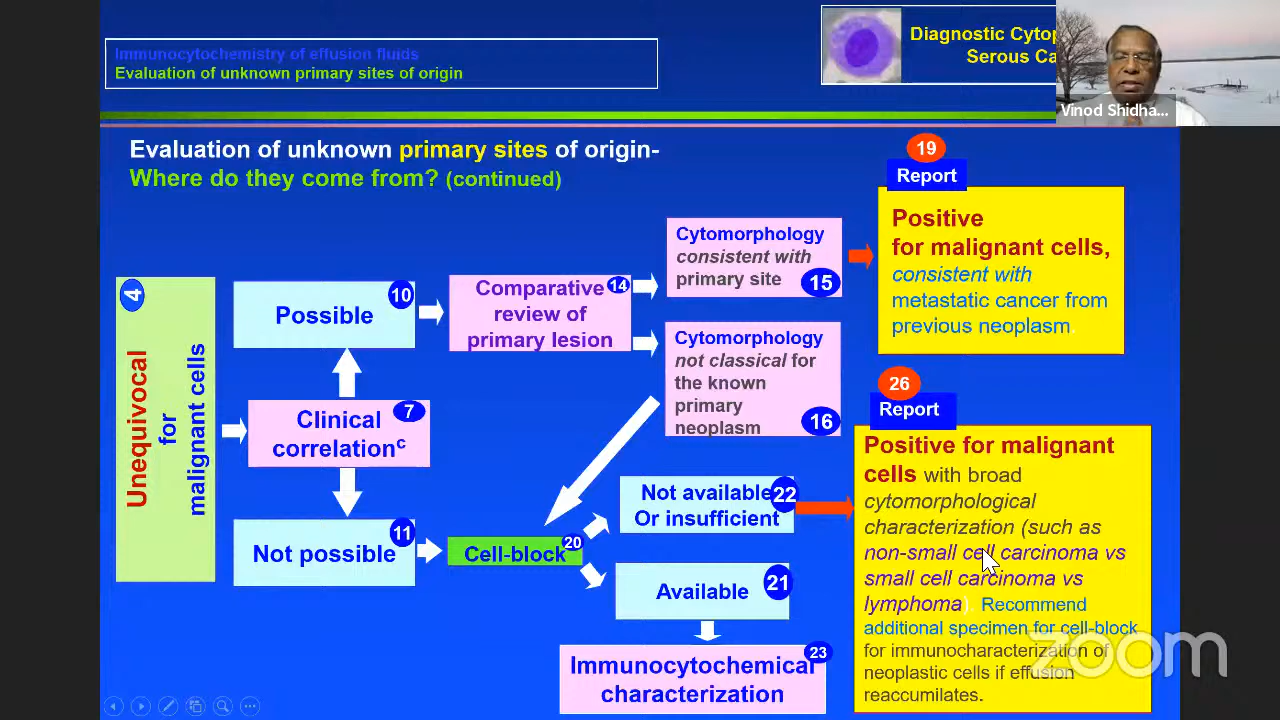 Immunocytochemistry of effusion fluids
Evaluation of unknown primary sites of origin
Diagnostic
Serous
Vinod Shidha...
Evaluation of unknown primary sites of origin-
Where do they come from? (continued)
4
Unequivocal
for
malignant cells
7
Clinical
correlationᶜ
10
Possible
11
Not possible
14
Comparative
review of
primary lesion
15
Cytomorphology
consistent with
primary site
16
Cytomorphology
not classical for
the known
primary
neoplasm
19
Report
Positive
for malignant cells,
consistent with
metastatic cancer from
previous neoplasm
20
Cell-block
22
Not available
Or insufficient
21
Available
23
Immunocytochemical
characterization
26
Report
Positive for malignant
cells with broad
cytomorphological
characterization (such as
non-small cell carcinoma vs
small cell carcinoma vs
lymphoma). Recommend
additional specimen for cell-block
for immunocharacterization of
neoplastic cells if effusion
reaccumilates.
zoom